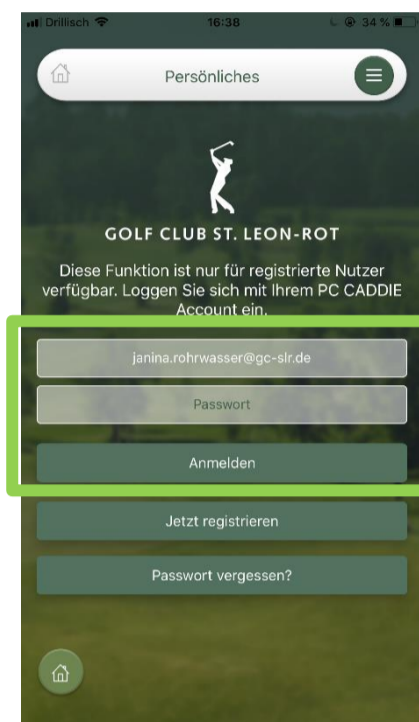 Drillisch 16:38 34 %
Persönliches
GOLF CLUB ST. LEON-ROT
Diese Funktion ist nur für registrierte Nutzer
verfügbar. Loggen Sie sich mit Ihrem PC CADDIE
Account ein.
janina.rohrwasser@gc-slr.de
Passwort
Anmelden
Jetzt registrieren
Passwort vergessen?